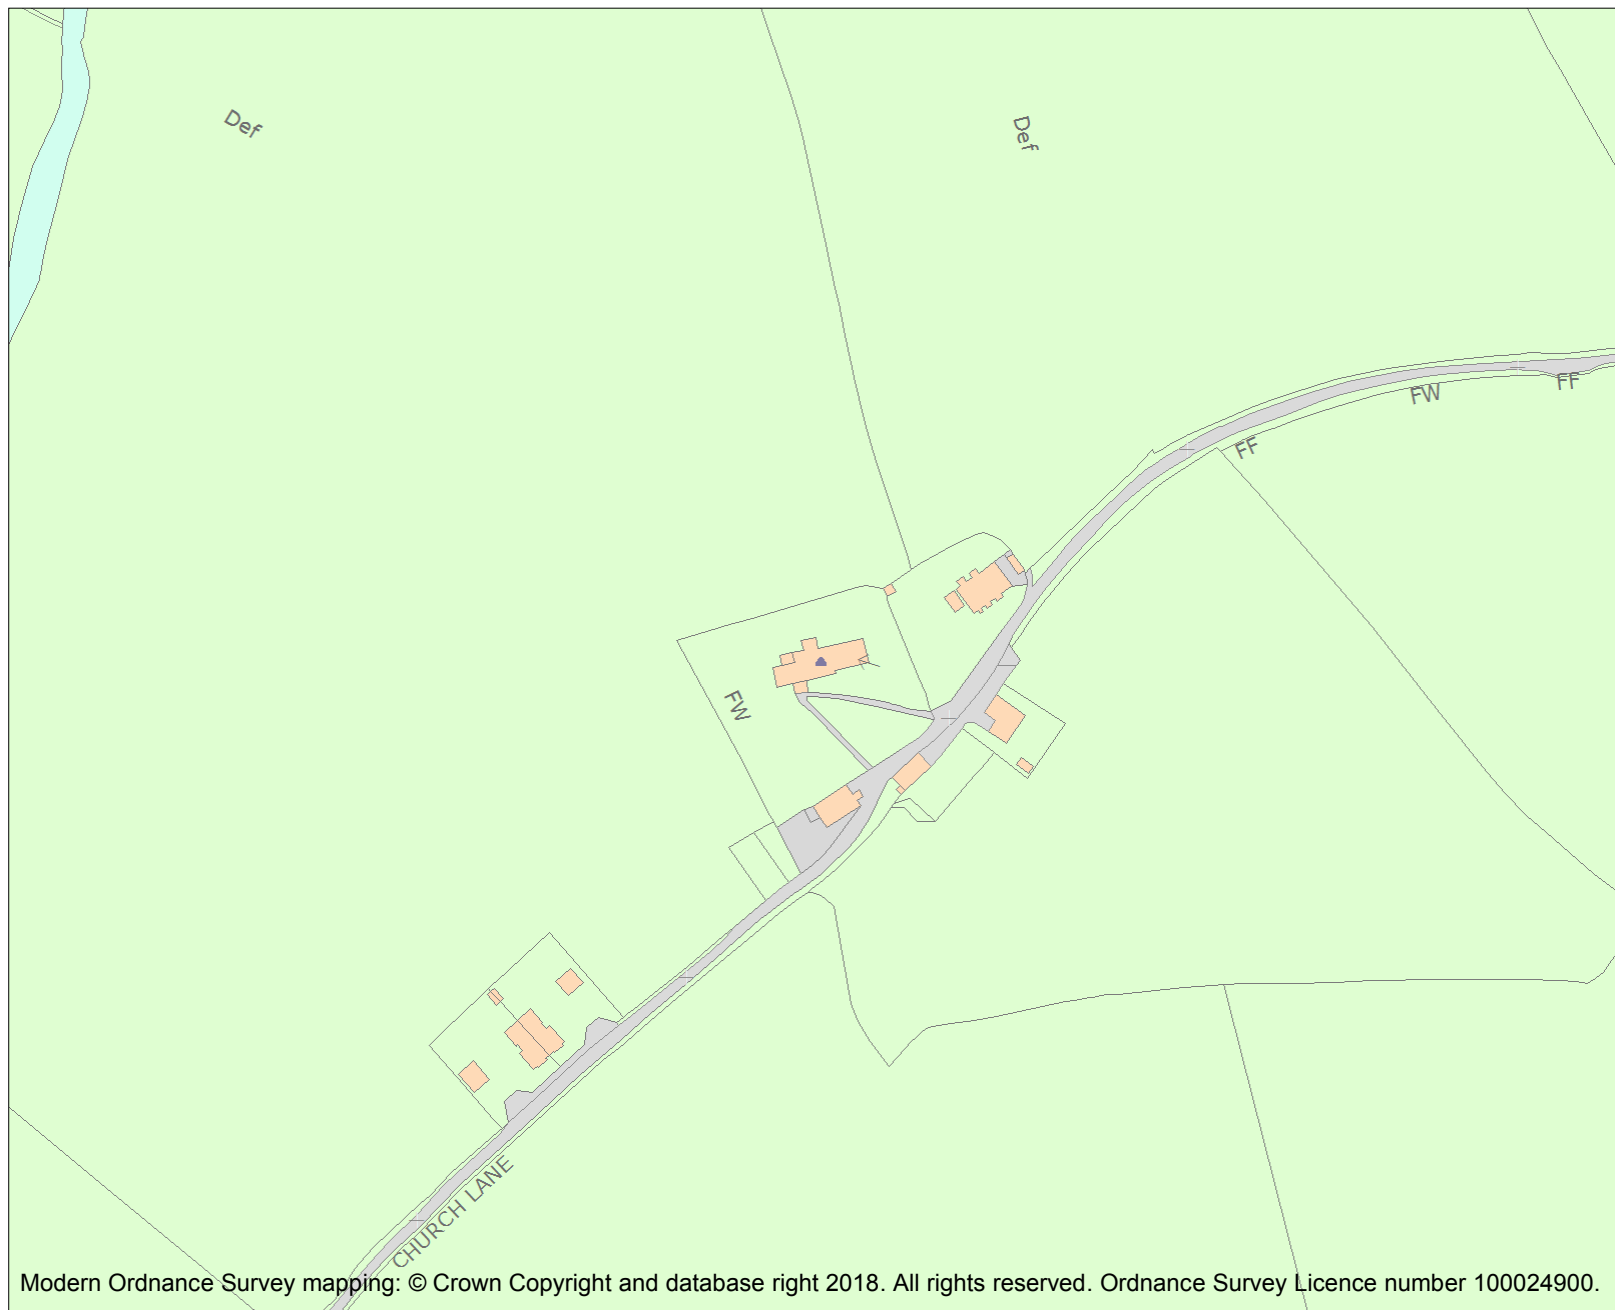 Def
Def
FF
FW
FF
FW
CHURCH LANE
Modern Ordnance Survey mapping: © Crown Copyright and database right 2018. All rights reserved. Ordnance Survey Licence number 100024900.